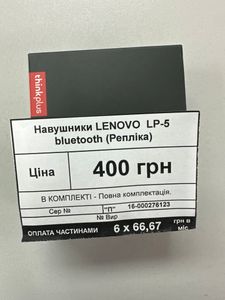 thinkplus
Навушники LENOVO LP-5
bluetooth (Репліка)
Ціна 400 грн
В КОМПЛЕКТІ - Повна комплектація.
Сер № "П" 16-000276123
№ Вир
ОПЛАТА ЧАСТИНАМИ 6 x 66,67 грн в
міс